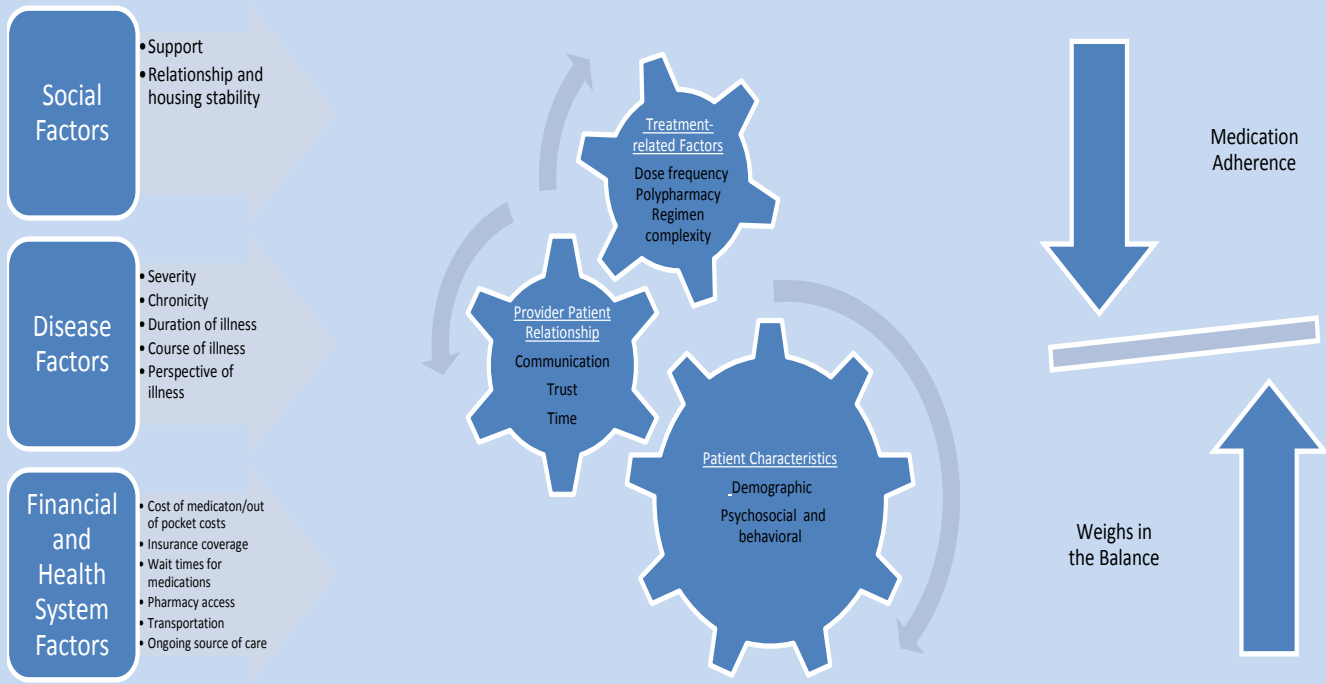 Social
Factors
• Support
• Relationship and
housing stability
Disease
Factors
• Severity
• Chronicity
• Duration of illness
• Course of illness
• Perspective of
illness
Financial
and
Health
System
Factors
• Cost of medicaton/out
of pocket costs
• Insurance coverage
• Wait times for
medications
• Pharmacy access
• Transportation
• Ongoing source of care
Treatment-
related Factors
Dose frequency
Polypharmacy
Regimen
complexity
Provider Patient
Relationship
Communication
Trust
Time
Patient Characteristics
Demographic
Psychosocial and
behavioral
Medication
Adherence
Weighs in
the Balance